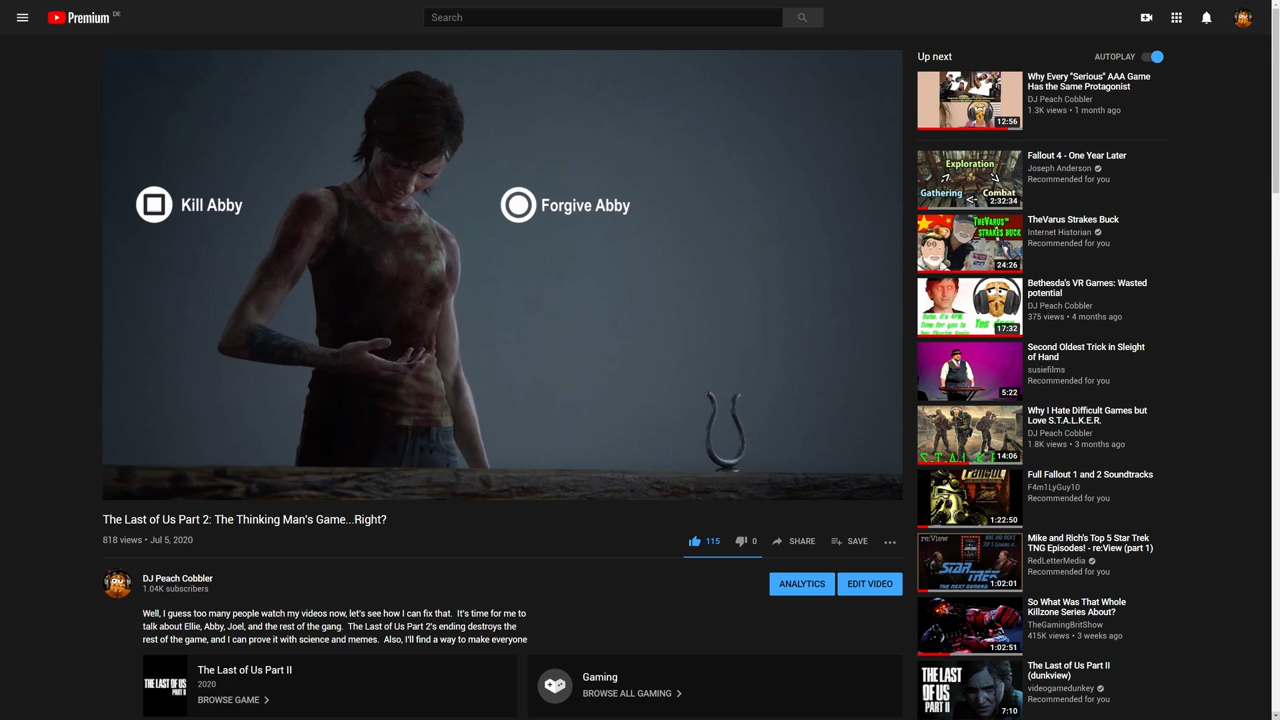 Premium DE
Search
Kill Abby
Forgive Abby
The Last of Us Part 2: The Thinking Man's Game...Right?
818 views • Jul 5, 2020
115
0
SHARE
SAVE
DJ Peach Cobbler
1.04K subscribers
ANALYTICS
EDIT VIDEO
Well, I guess too many people watch my videos now, let's see how I can fix that. It's time for me to
talk about Ellie, Abby, Joel, and the rest of the gang. The Last of Us Part 2's ending destroys the
rest of the game, and I can prove it with science and memes. Also, I'll find a way to make everyone
THE LAST OF US
PART II
The Last of Us Part II
2020
BROWSE GAME
Gaming
BROWSE ALL GAMING
Up next
AUTOPLAY
12:56
Why Every "Serious" AAA Game
Has the Same Protagonist
DJ Peach Cobbler
1.3K views • 1 month ago
Exploration
Gathering
Combat
2:32:34
Fallout 4 - One Year Later
Joseph Anderson
Recommended for you
TheVarus™
STRAKES BUCK
24:26
TheVarus Strakes Buck
Internet Historian
Recommended for you
17:32
Bethesda's VR Games: Wasted
potential
DJ Peach Cobbler
375 views • 4 months ago
5:22
Second Oldest Trick in Sleight
of Hand
susiefilms
Recommended for you
S.T.A.L.K.E.
14:06
Why I Hate Difficult Games but
Love S.T.A.L.K.E.R.
DJ Peach Cobbler
1.8K views • 3 months ago
Fallout
1:22:50
Full Fallout 1 and 2 Soundtracks
F4m1LyGuy10
Recommended for you
re:View
STAR TREK
THE NEXT GENERA
1:02:01
Mike and Rich's Top 5 Star Trek
TNG Episodes! - re:View (part 1)
RedLetterMedia
Recommended for you
1:02:51
So What Was That Whole
Killzone Series About?
TheGamingBritShow
415K views • 3 weeks ago
THE LAST
OF US
PART II
7:10
The Last of Us Part II
(dunkview)
videogamedunkey
Recommended for you